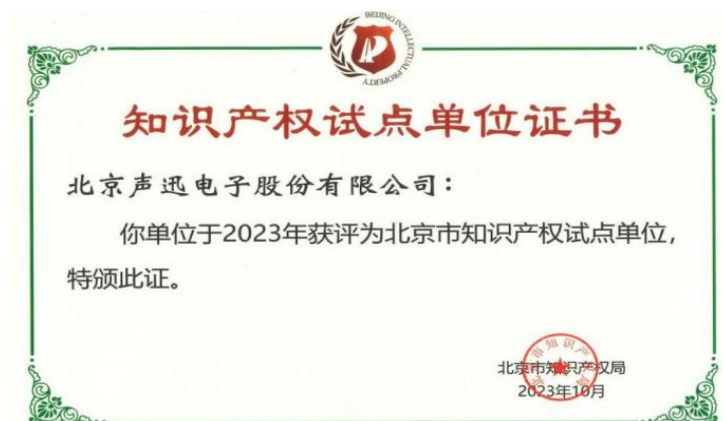 BEIJING INTELLECTUAL PROPERTY
知识产权试点单位证书
北京声迅电子股份有限公司：
你单位于2023年获评为北京市知识产权试点单位，
特颁此证。
北京市知识产权局
2023年10月